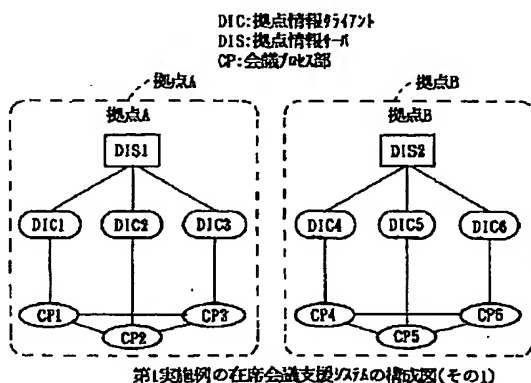 DIC:拠点情報クライアント
DIS:拠点情報サーバ
CP:会議プロセス部
拠点A
拠点B
拠点A
拠点B
DIS1
DIS2
DIC1 DIC2 DIC3
DIC4 DIC5 DIC6
CP1 CP3
CP2
CP4 CP6
CP5
第1実施例の在席会議支援システムの構成図(その1)